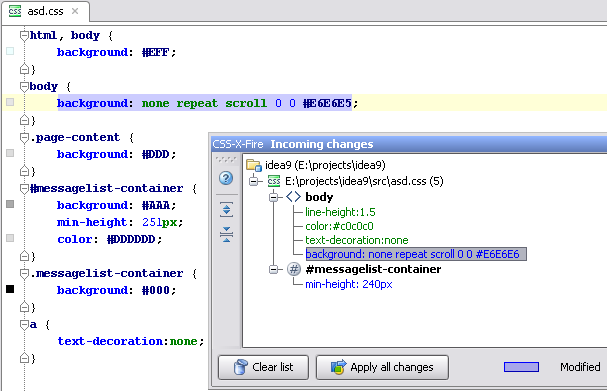 asd.css
html, body {
background: #EFF;
}
body {
background: none repeat scroll 0 0 #E6E6E5;
}
.page-content {
background: #DDD;
}
#messagelist-container {
background: #AAA;
min-height: 251px;
color: #DDDDDD;
}
.messagelist-container {
background: #000;
}
a {
text-decoration:none;
}
CSS-X-Fire Incoming changes
idea9 (E:\projects\idea9)
css E:\projects\idea9\src\asd.css (5)
<> body
line-height:1.5
color:#c0c0c0
text-decoration:none
background: none repeat scroll 0 0 #E6E6E6
# #messagelist-container
min-height: 240px
Clear list Apply all changes Modified